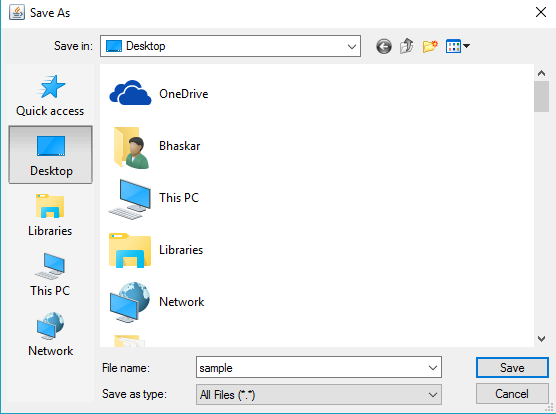 Save As
Save in:
Desktop
Quick access
Desktop
Libraries
This PC
Network
OneDrive
Bhaskar
This PC
Libraries
Network
File name:
sample
Save
Save as type:
All Files (*.*)
Cancel